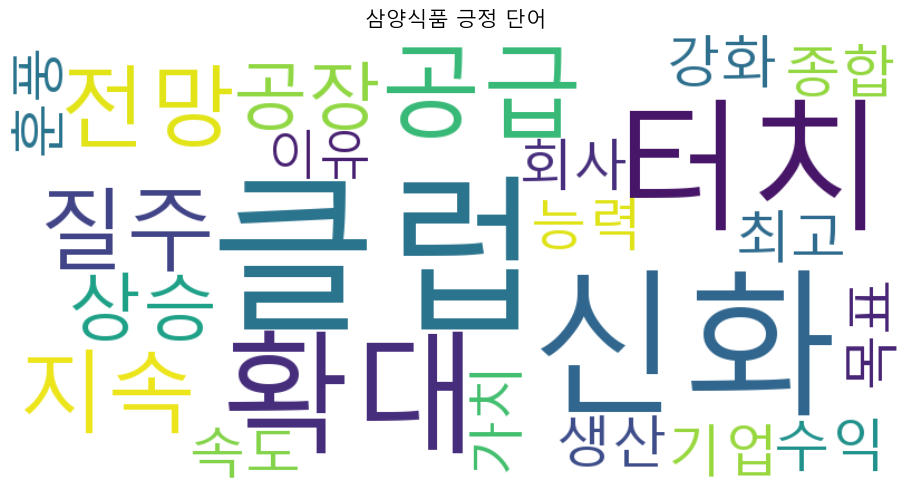 삼양식품 긍정 단어
윤곤
전망
공장
공급
강화
종합
이유
회사
터치
질주
클럽
능력
최고
상승
신화
목표
지속
확대
가치
속도
생산
기업
수익